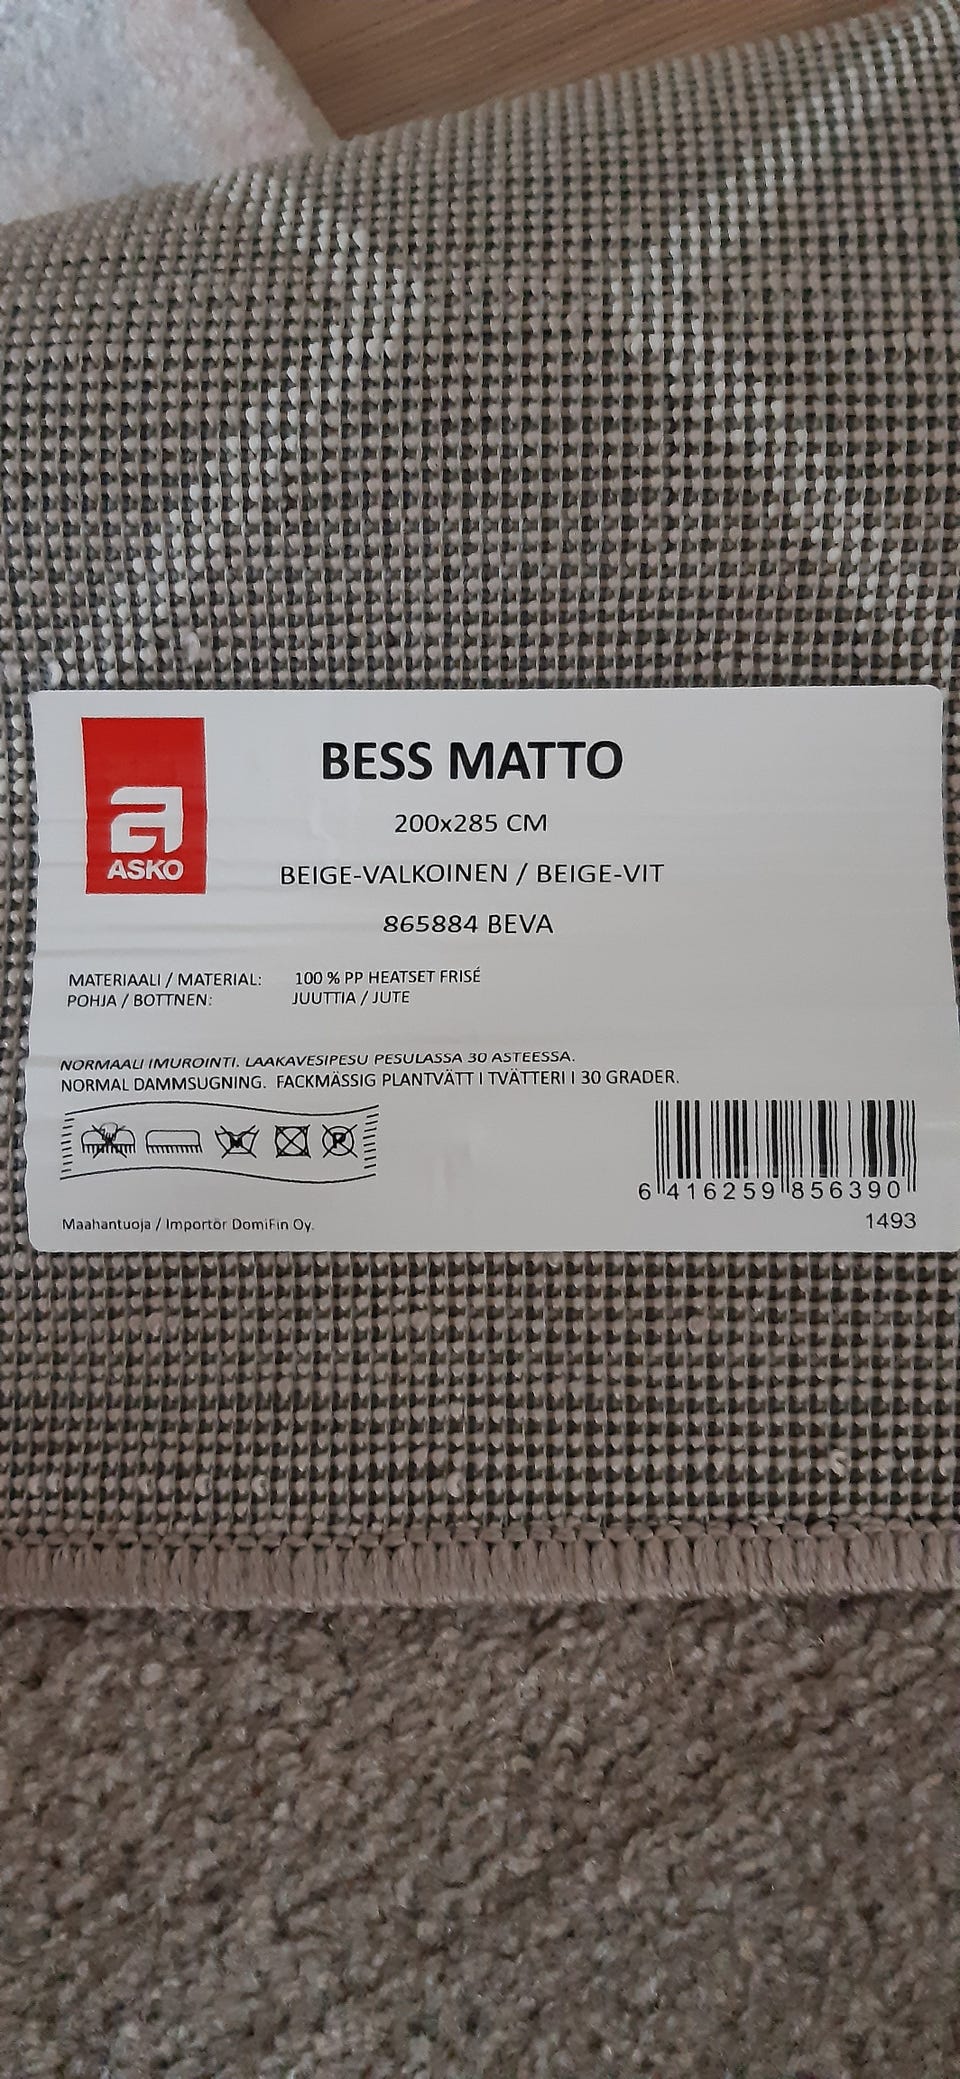 BESS MATTO
ASKO
200x285 CM
BEIGE-VALKOINEN / BEIGE-VIT
865884 BEVA
MATERIAALI / MATERIAL: 100 % PP HEATSET FRISÉ
POHJA / BOTTNEN: JUUTTIA / JUTE
NORMAALI IMUROINTI. LAAKAVESIPESU PESULASSA 30 ASTEESSA.
NORMAL DAMMSUGNING. FACKMÄSSIG PLANTVÄTT I TVÄTTERI I 30 GRADER.
6 416259 856390
1493
Maahantuoja / Importör DomiFin Oy.